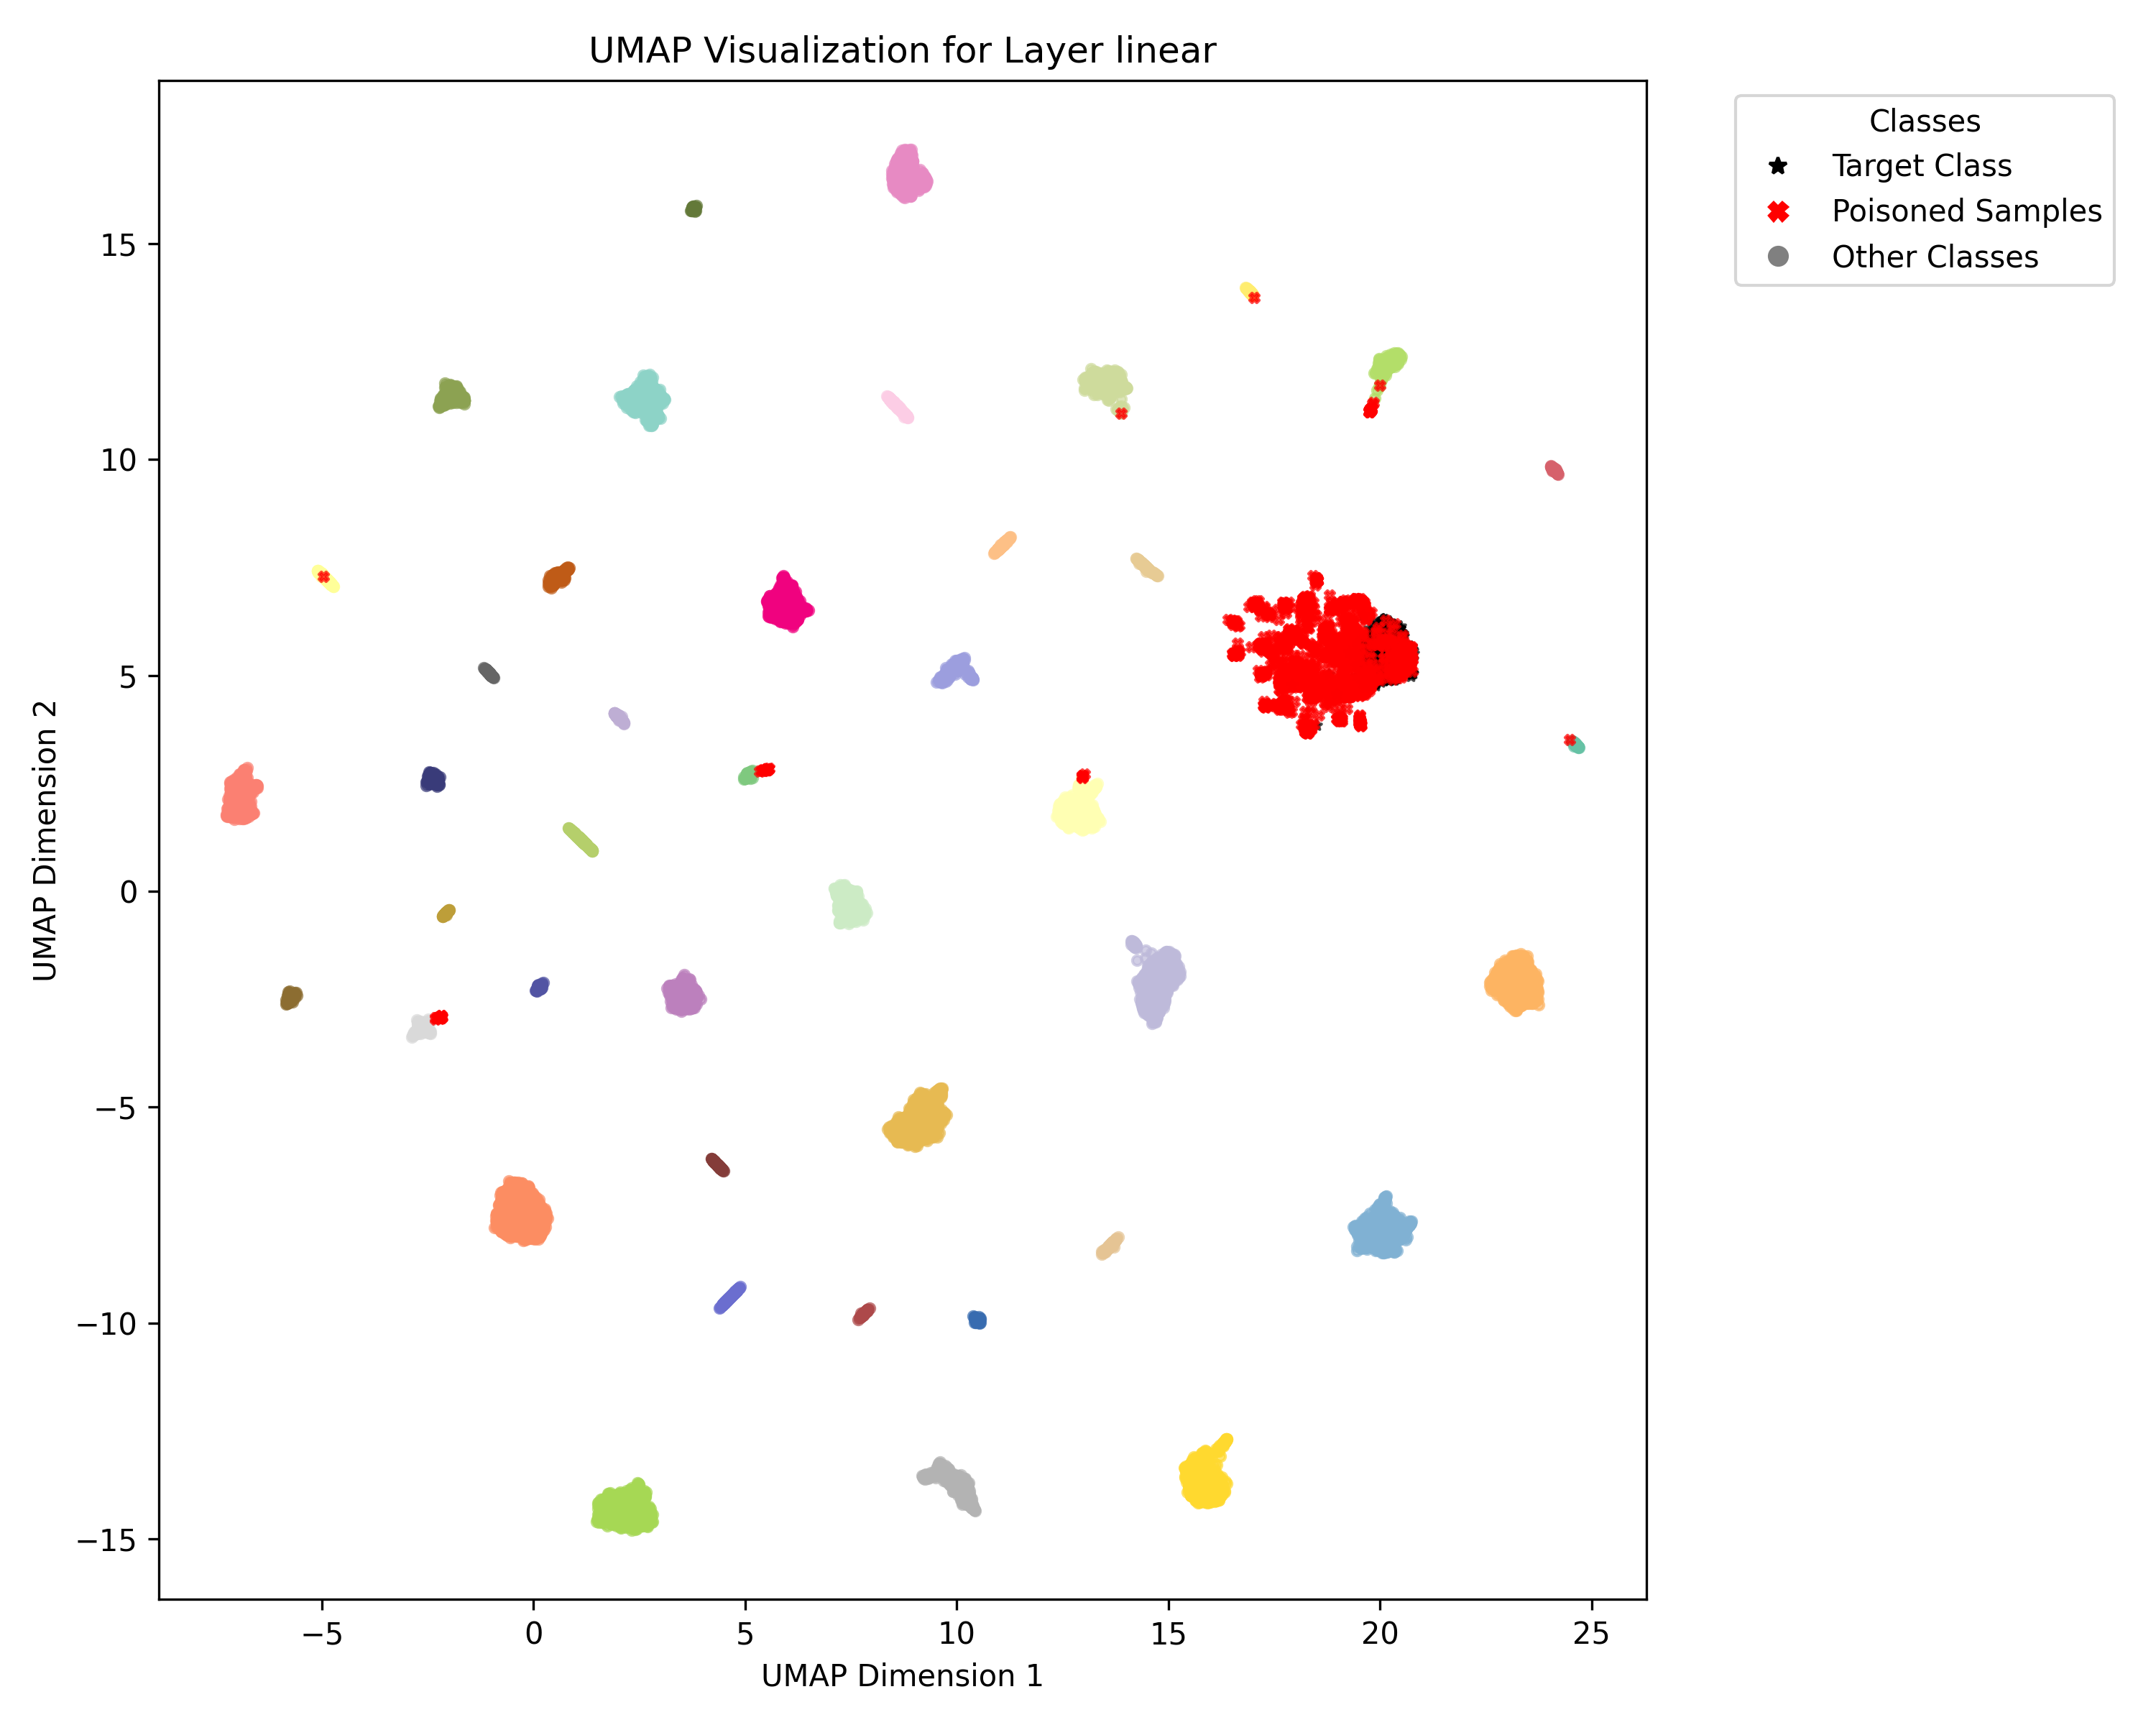 UMAP Visualization for Layer linear
Classes
Target Class
Poisoned Samples
Other Classes
15
10
5
0
−5
−10
−15
UMAP Dimension 2
−5 0 5 10 15 20 25
UMAP Dimension 1